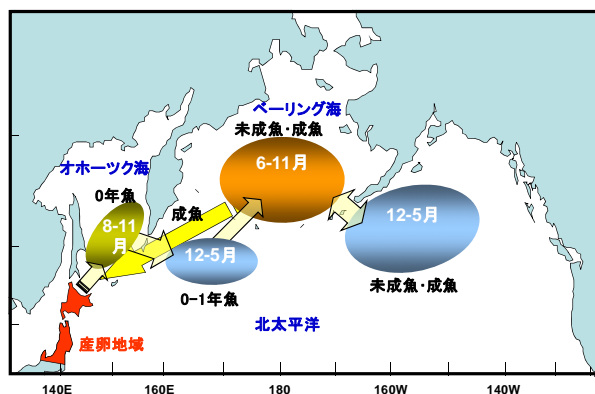 ベーリング海
未成魚・成魚
6-11月
オホーツク海
0年魚
8-11
月
成魚
12-5月
0-1年魚
12-5月
未成魚・成魚
北太平洋
産卵地域
140E
160E
180
160W
140W